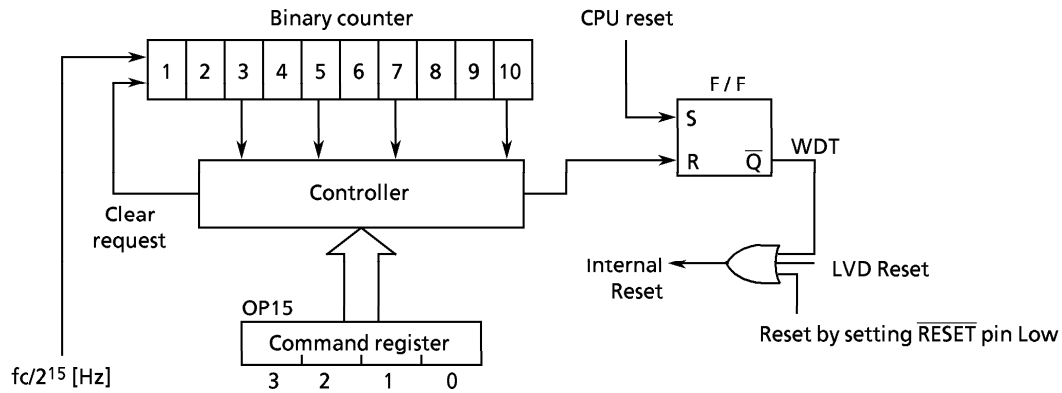 Binary counter
CPU reset
1 2 3 4 5 6 7 8 9 10
F / F
S
WDT
R Q̅
Controller
Clear
request
Internal
Reset
LVD Reset
OP15
Reset by setting R̅E̅S̅E̅T̅ pin Low
Command register
fc/2¹⁵ [Hz]
3 2 1 0